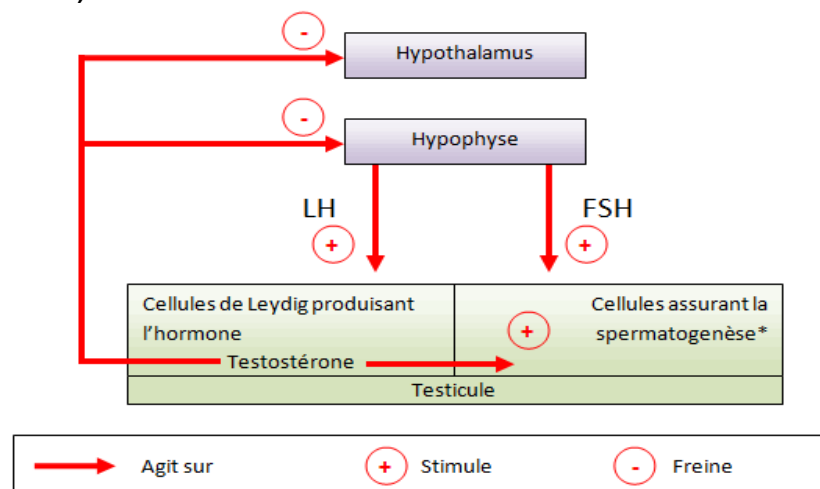 -
Hypothalamus
-
Hypophyse
LH
FSH
+
+
Cellules de Leydig produisant
l'hormone
Testostérone
+
Cellules assurant la
spermatogenèse*
Testicule
Agit sur
+ Stimule
- Freine